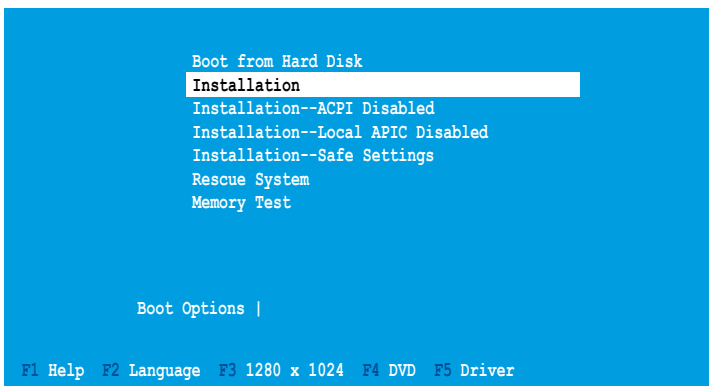 Boot from Hard Disk
Installation
Installation--ACPI Disabled
Installation--Local APIC Disabled
Installation--Safe Settings
Rescue System
Memory Test
Boot Options |
F1 Help F2 Language F3 1280 x 1024 F4 DVD F5 Driver